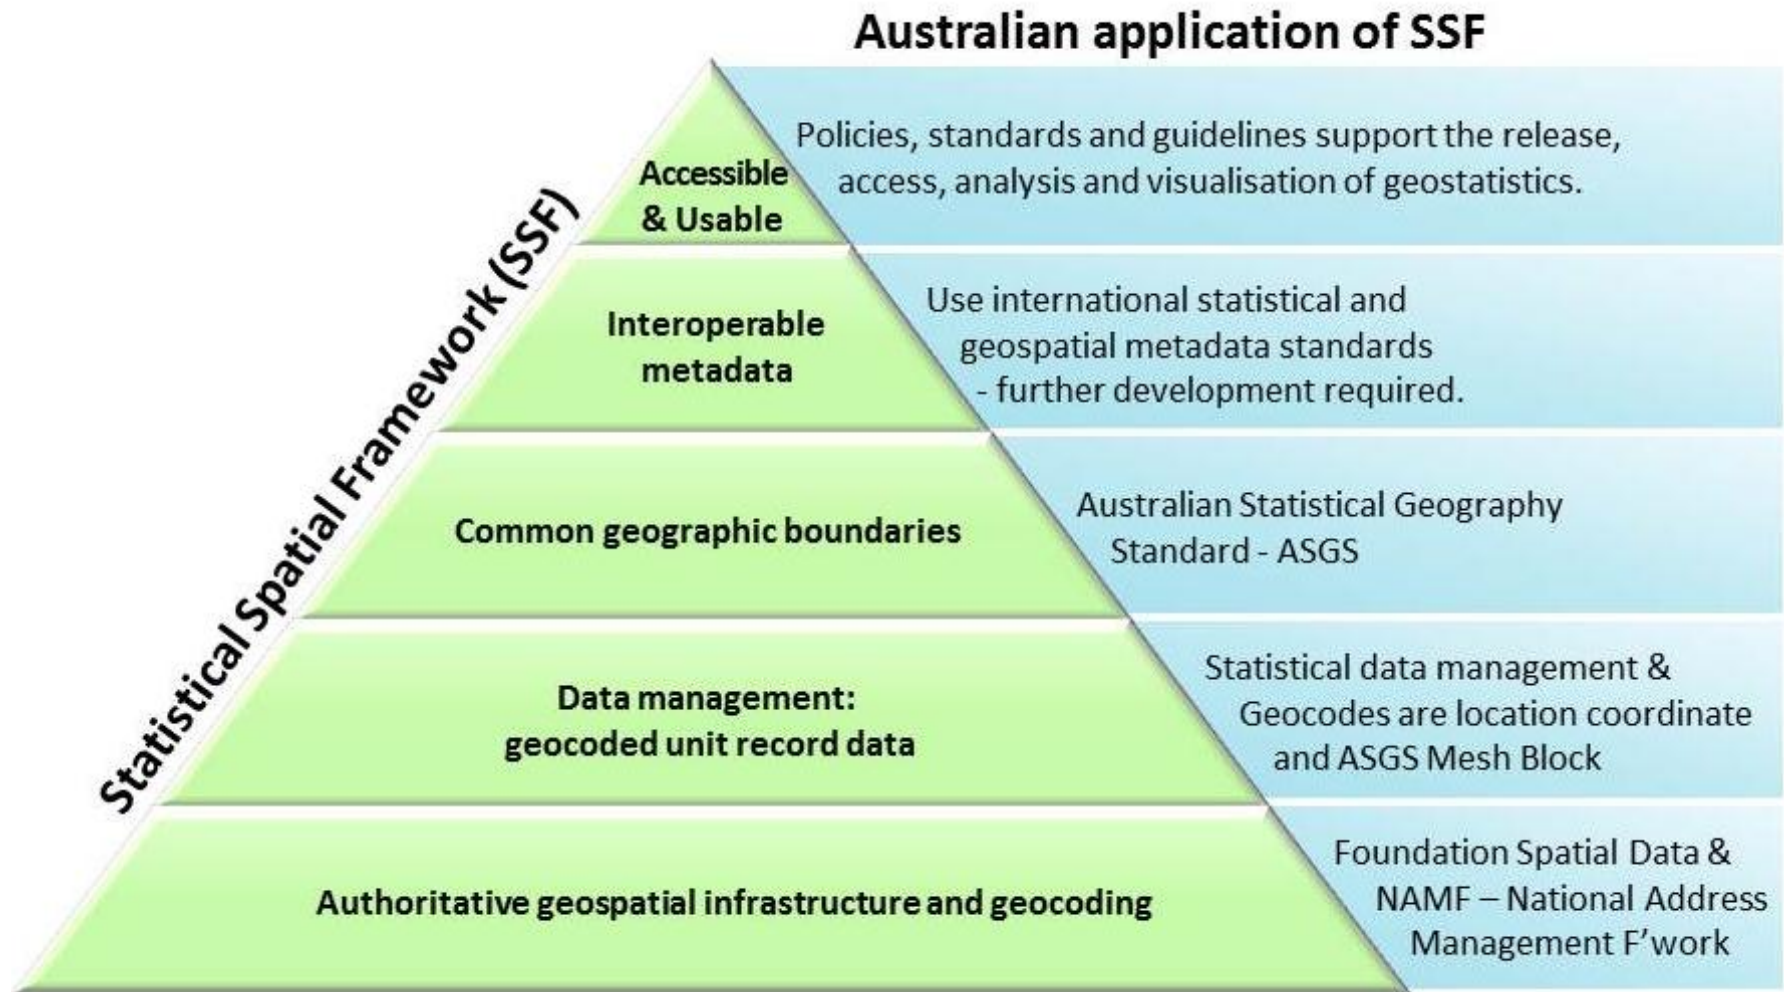 Australian application of SSF
Statistical Spatial Framework (SSF)
Accessible
& Usable
Policies, standards and guidelines support the release,
access, analysis and visualisation of geostatistics.
Interoperable
metadata
Use international statistical and
geospatial metadata standards
- further development required.
Common geographic boundaries
Australian Statistical Geography
Standard - ASGS
Data management:
geocoded unit record data
Statistical data management &
Geocodes are location coordinate
and ASGS Mesh Block
Authoritative geospatial infrastructure and geocoding
Foundation Spatial Data &
NAMF – National Address
Management F’work